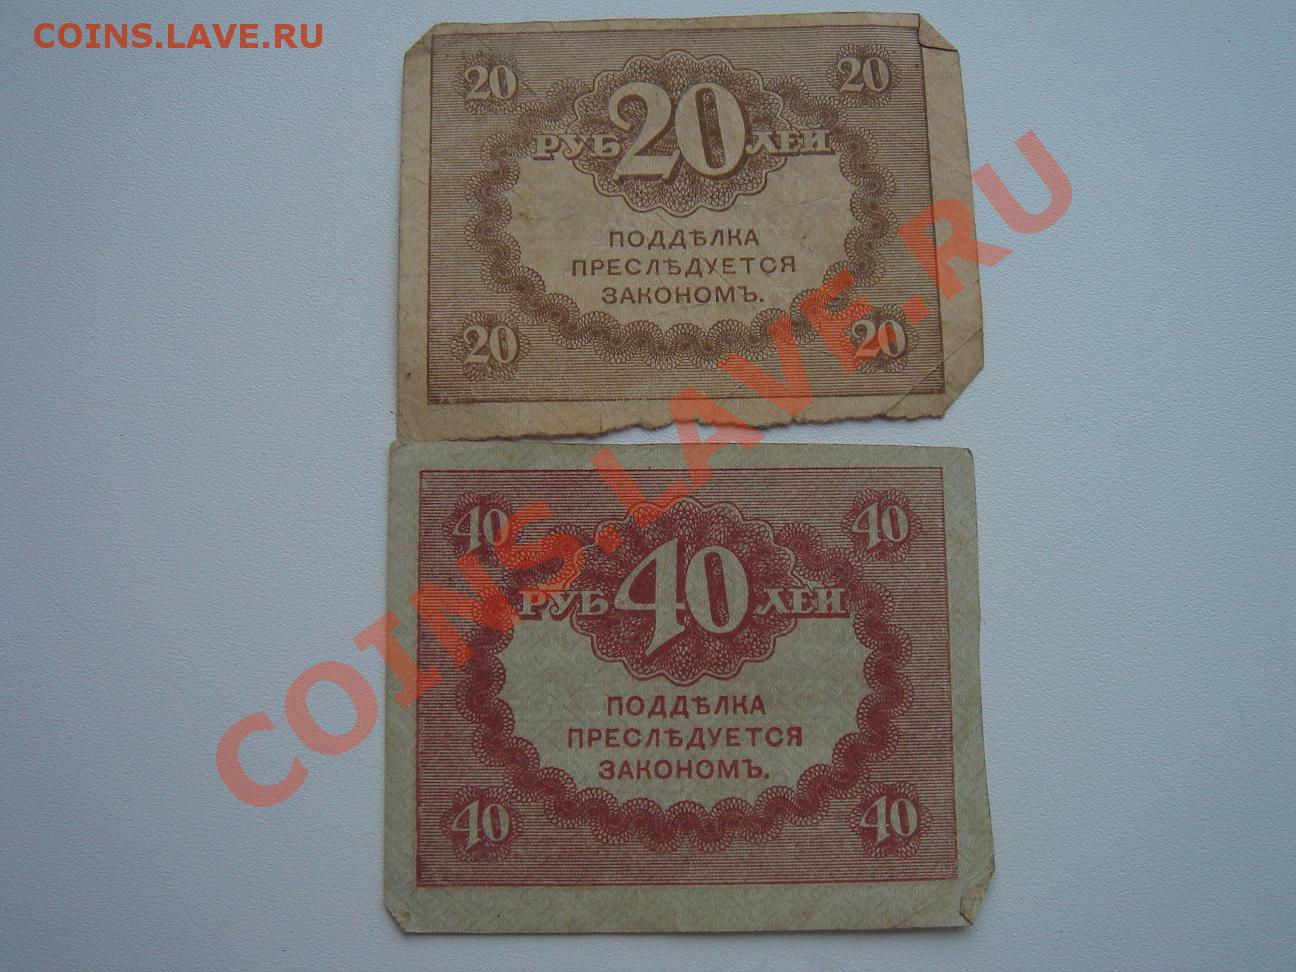 COINS.LAVE.RU
20 20
РУБ 20 ЛЕЙ
ПОДДѢЛКА
ПРЕСЛѢДУЕТСЯ
ЗАКОНОМЪ.
20 20
40 40
РУБ 40 ЛЕЙ
ПОДДѢЛКА
ПРЕСЛѢДУЕТСЯ
ЗАКОНОМЪ.
40 40
COINS.LAVE.RU